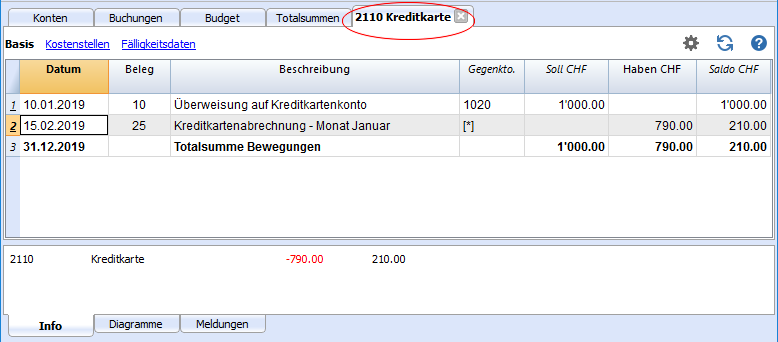 Konten Buchungen Budget Totalsummen 2110 Kreditkarte
Basis Kostenstellen Fälligkeitsdaten
Datum Beleg Beschreibung Gegenkto. Soll CHF Haben CHF Saldo CHF
1 10.01.2019 10 Überweisung auf Kreditkartenkonto 1020 1'000.00 1'000.00
2 15.02.2019 25 Kreditkartenabrechnung - Monat Januar [*] 790.00 210.00
3 31.12.2019 Totalsumme Bewegungen 1'000.00 790.00 210.00
2110 Kreditkarte -790.00 210.00
Info Diagramme Meldungen